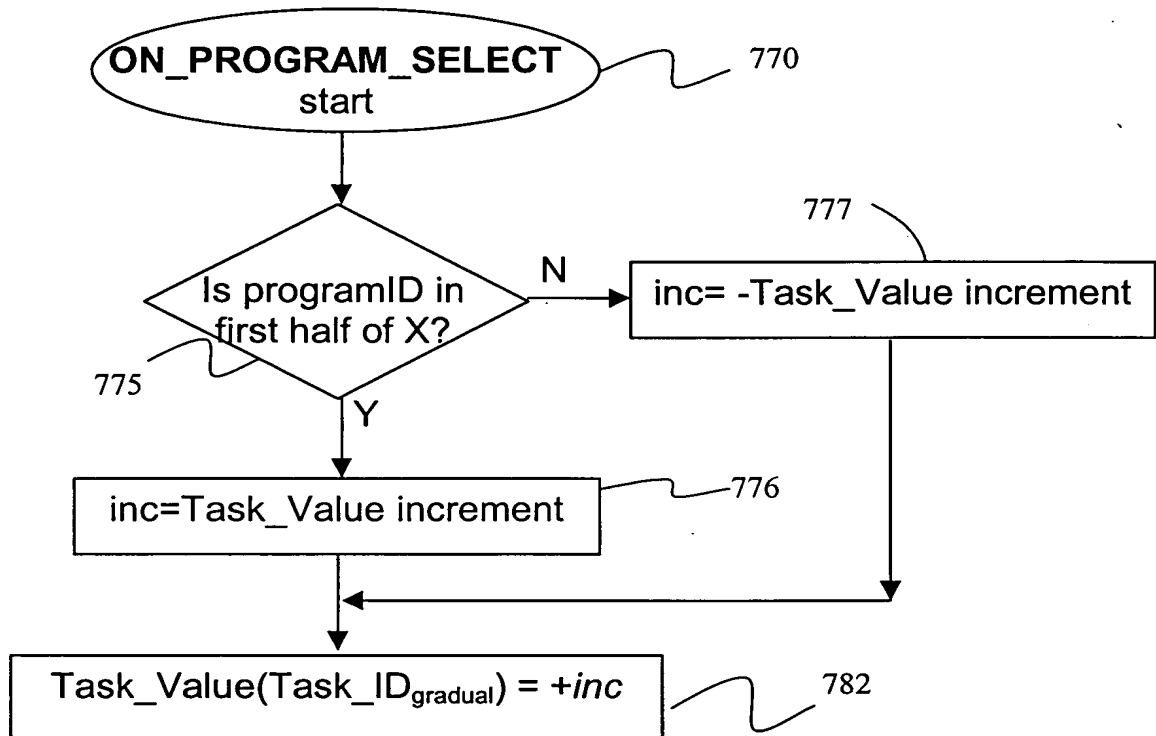 ON_PROGRAM_SELECT
start
770
777
Is programID in
first half of X?
N
inc= -Task_Value increment
775
Y
inc=Task_Value increment
776
Task_Value(Task_ID_gradual) = +inc
782